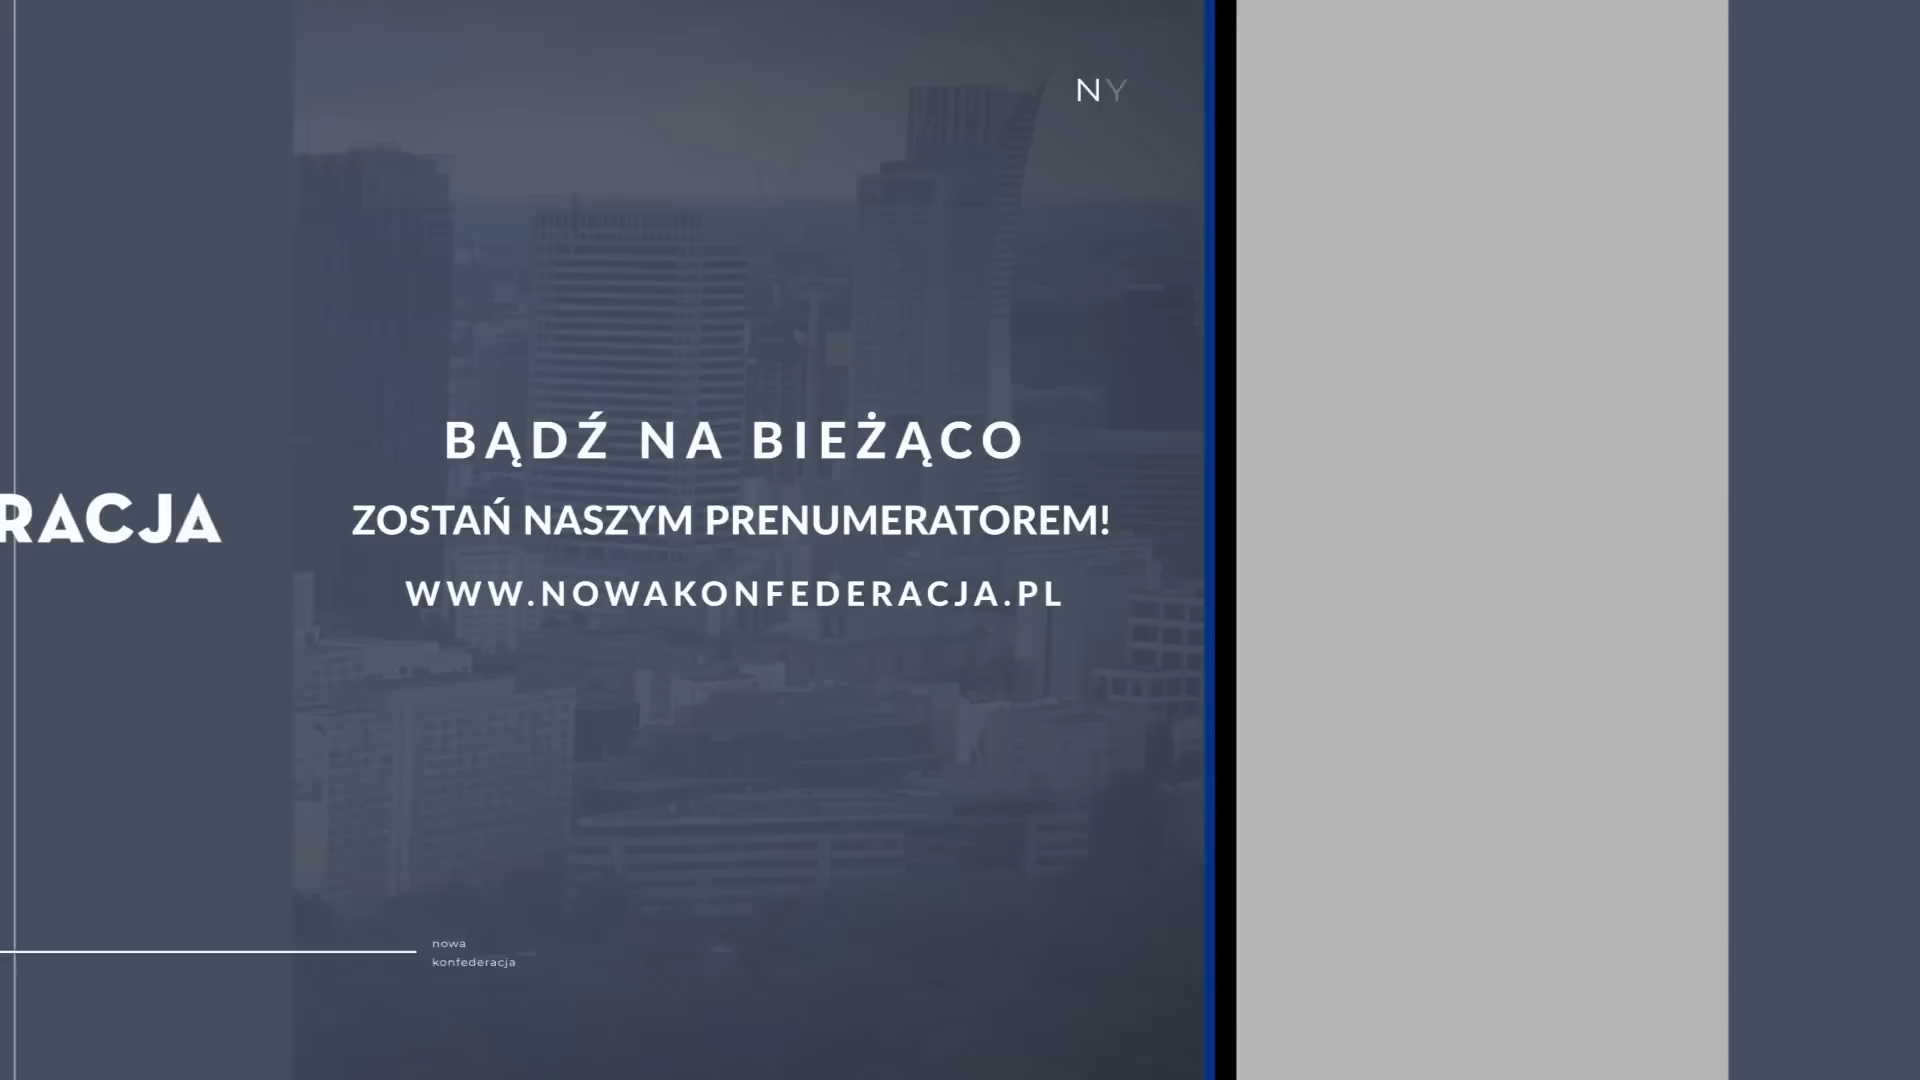 NY
BĄDŹ NA BIEŻĄCO
RACJA
ZOSTAŃ NASZYM PRENUMERATOREM!
WWW.NOWAKONFEDERACJA.PL
nowa
konfederacja